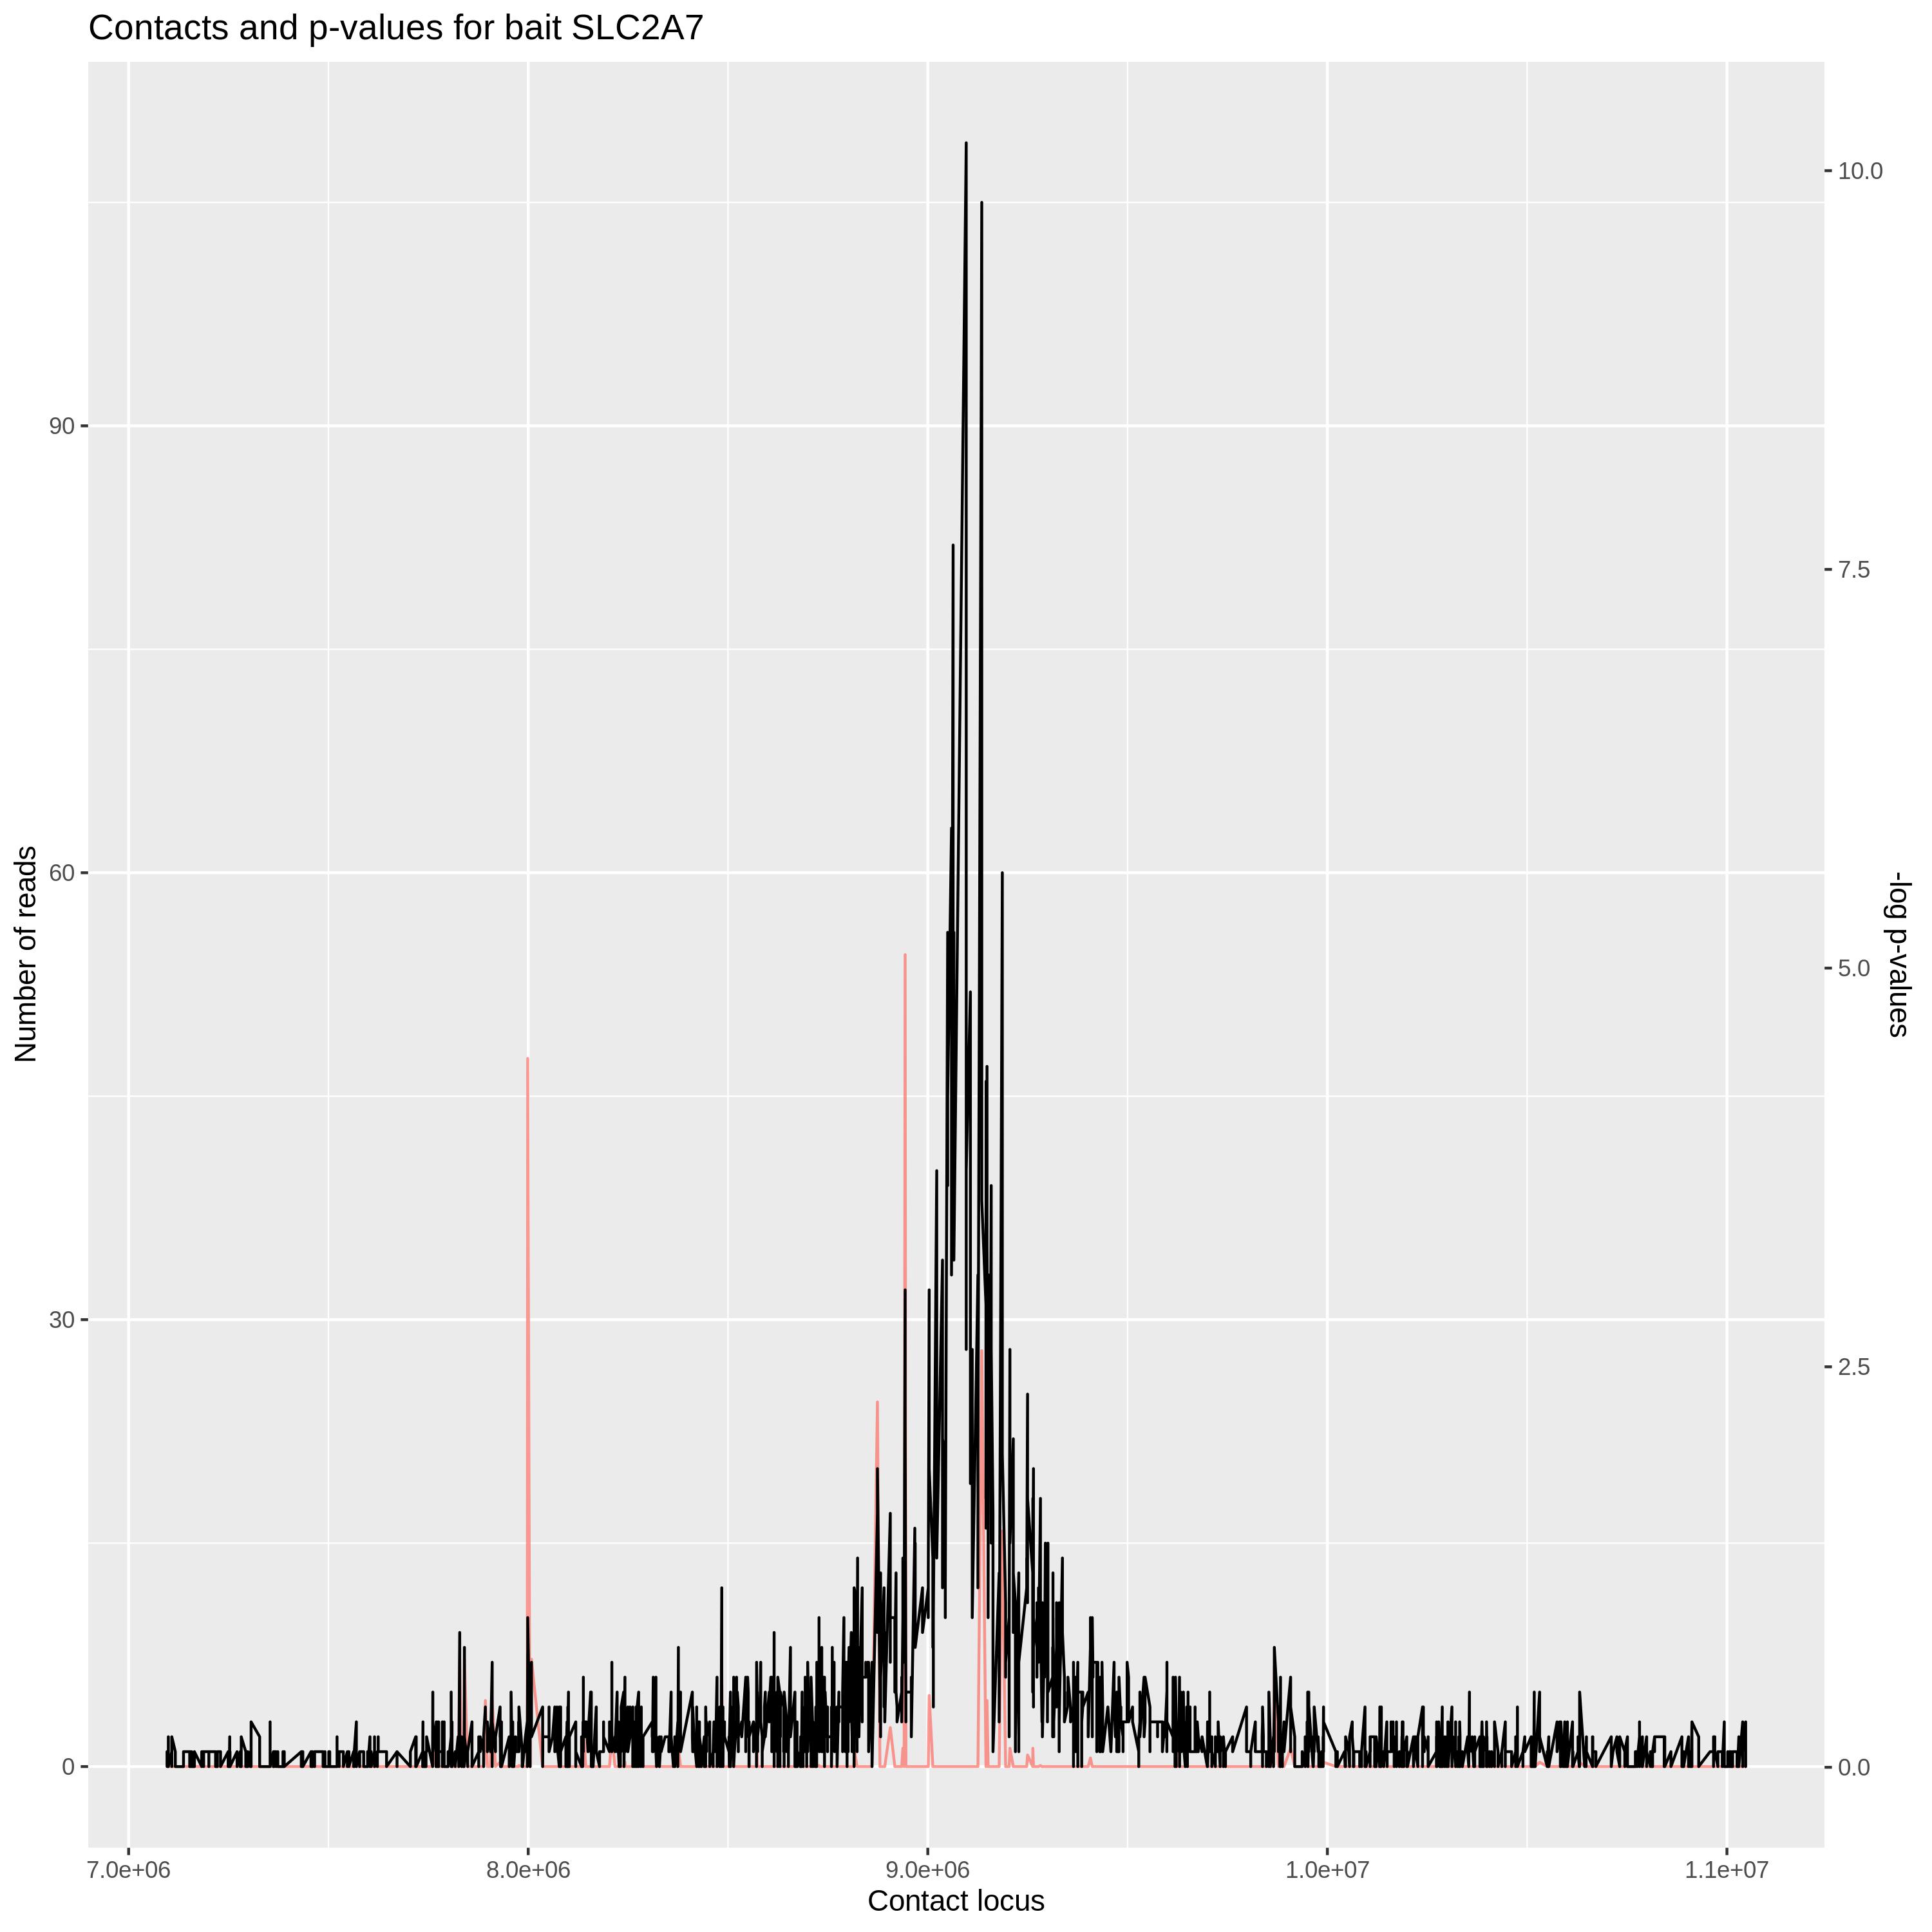 Contacts and p-values for bait SLC2A7
Number of reads
90
60
30
0
10.0
7.5
5.0
2.5
0.0
-log p-values
7.0e+06 8.0e+06 9.0e+06 1.0e+07 1.1e+07
Contact locus